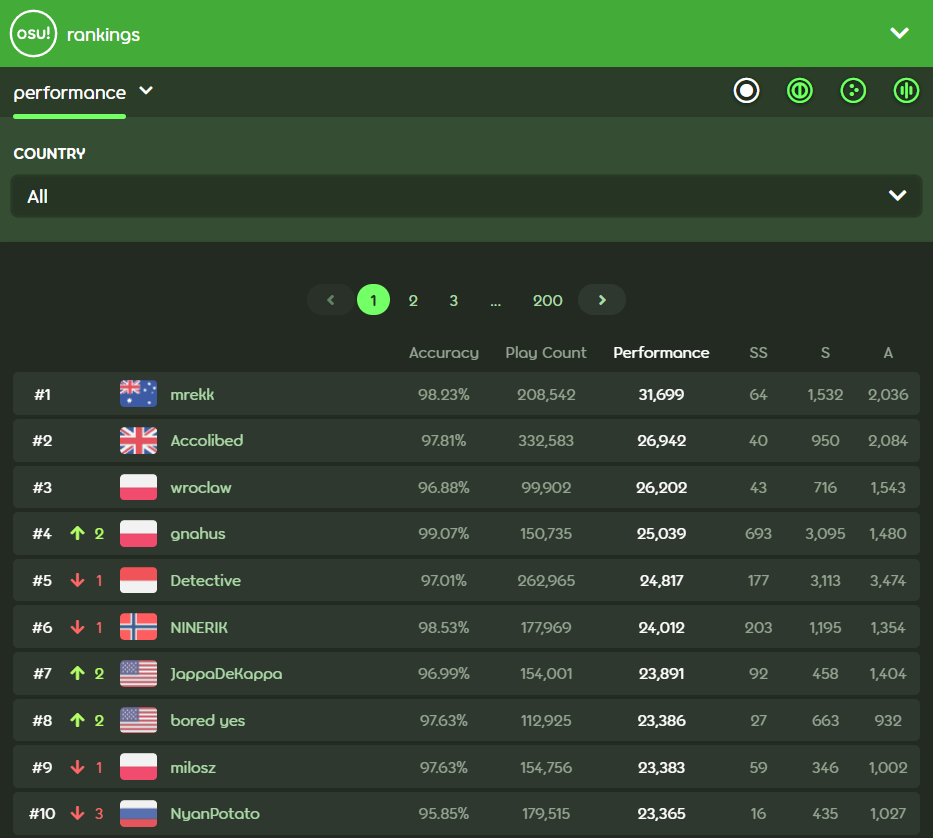 osu! rankings
performance
COUNTRY
All
1 2 3 ... 200
Accuracy Play Count Performance SS S A
#1 mrekk 98.23% 208,542 31,699 64 1,532 2,036
#2 Accolibed 97.81% 332,583 26,942 40 950 2,084
#3 wroclaw 96.88% 99,902 26,202 43 716 1,543
#4 2 gnahus 99.07% 150,735 25,039 693 3,095 1,480
#5 1 Detective 97.01% 262,965 24,817 177 3,113 3,474
#6 1 NINERIK 98.53% 177,969 24,012 203 1,195 1,354
#7 2 JappaDeKappa 96.99% 154,001 23,891 92 458 1,404
#8 2 bored yes 97.63% 112,925 23,386 27 663 932
#9 1 milosz 97.63% 154,756 23,383 59 346 1,002
#10 3 NyanPotato 95.85% 179,515 23,365 16 435 1,027